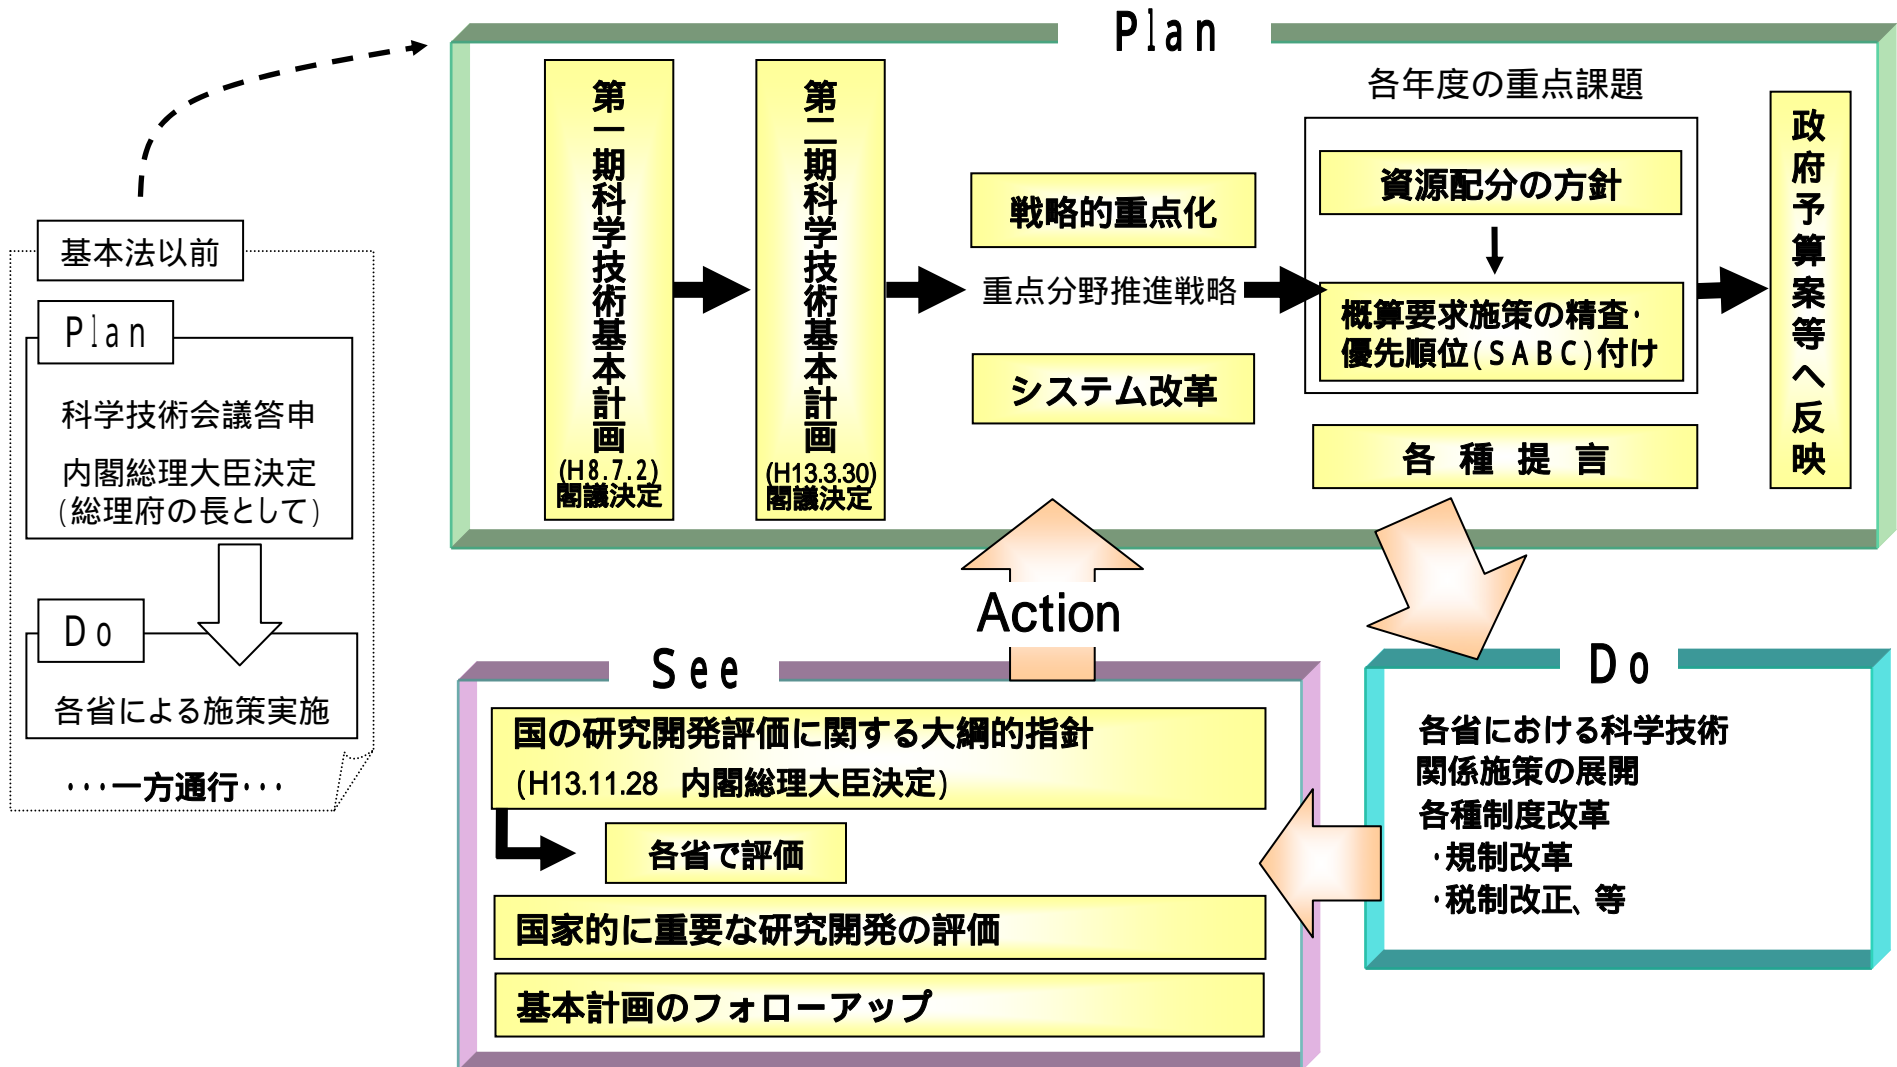 基本法以前
Plan
科学技術会議答申
内閣総理大臣決定
(総理府の長として)
Do
各省による施策実施
･･･一方通行･･･
Plan
第一期科学技術基本計画
(H8.7.2)
閣議決定
第二期科学技術基本計画
(H13.3.30)
閣議決定
戦略的重点化
重点分野推進戦略
システム改革
各年度の重点課題
資源配分の方針
概算要求施策の精査･
優先順位(SABC)付け
各種提言
政府予算案等へ反映
Action
See
国の研究開発評価に関する大綱的指針
(H13.11.28 内閣総理大臣決定)
各省で評価
国家的に重要な研究開発の評価
基本計画のフォローアップ
Do
各省における科学技術
関係施策の展開
各種制度改革
･規制改革
･税制改正、等